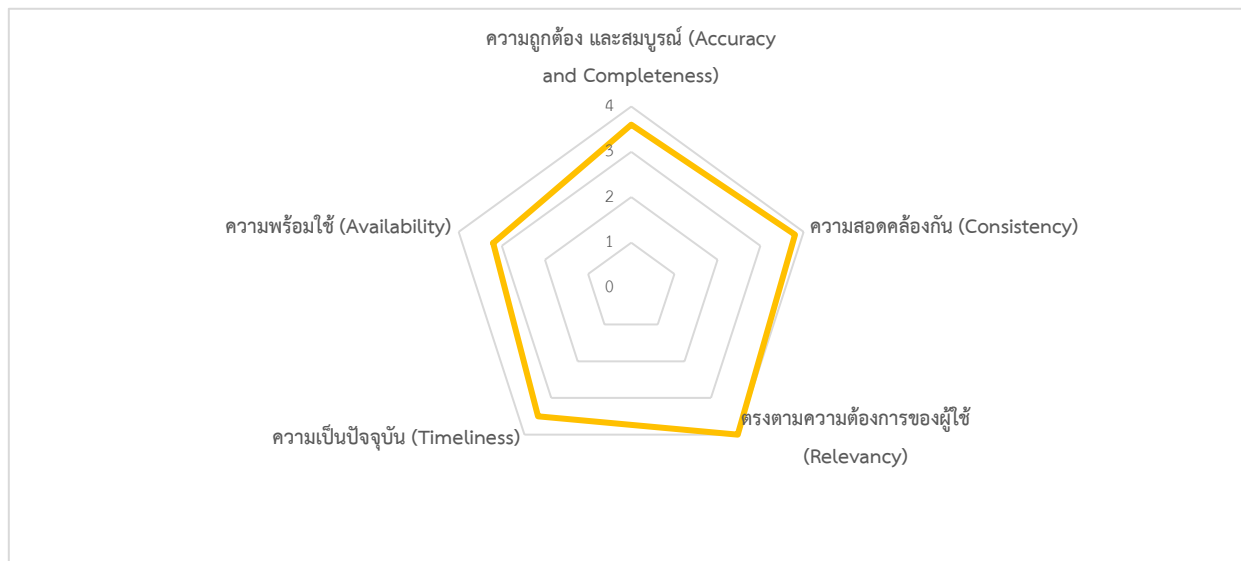 ความถูกต้อง และสมบูรณ์ (Accuracy
and Completeness)
4
3
2
1
0
ความพร้อมใช้ (Availability)
ความสอดคล้องกัน (Consistency)
ความเป็นปัจจุบัน (Timeliness)
ตรงตามความต้องการของผู้ใช้
(Relevancy)